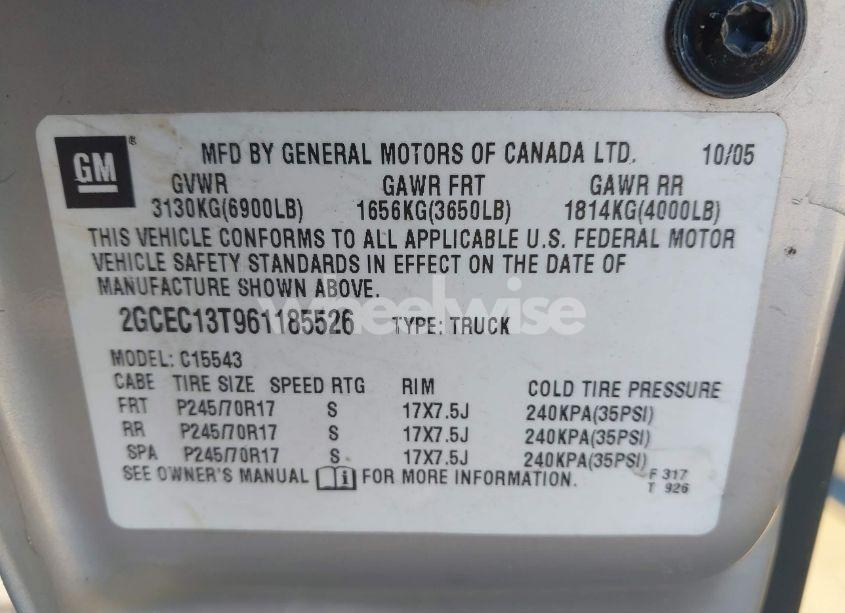 GM® MFD BY GENERAL MOTORS OF CANADA LTD. 10/05
GVWR GAWR FRT GAWR RR
3130KG(6900LB) 1656KG(3650LB) 1814KG(4000LB)
THIS VEHICLE CONFORMS TO ALL APPLICABLE U.S. FEDERAL MOTOR
VEHICLE SAFETY STANDARDS IN EFFECT ON THE DATE OF
MANUFACTURE SHOWN ABOVE.
wheelwise
2GCEC13T961185526 TYPE: TRUCK
MODEL: C15543
CABE TIRE SIZE SPEED RTG RIM COLD TIRE PRESSURE
FRT P245/70R17 S 17X7.5J 240KPA(35PSI)
RR P245/70R17 S 17X7.5J 240KPA(35PSI)
SPA P245/70R17 S 17X7.5J 240KPA(35PSI)
SEE OWNER'S MANUAL i FOR MORE INFORMATION. F 317
T 926